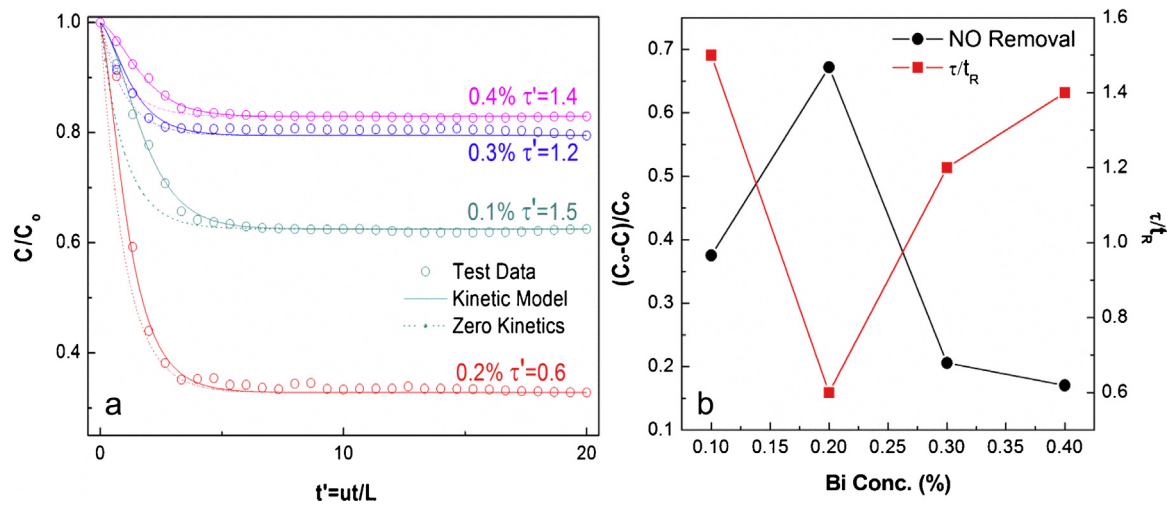 1.0
0.8
0.6
0.4
C/Cₒ
0.4% τ'=1.4
0.3% τ'=1.2
0.1% τ'=1.5
Test Data
Kinetic Model
Zero Kinetics
0.2% τ'=0.6
a
0
10
20
t'=ut/L
0.7
0.6
0.5
0.4
0.3
0.2
0.1
(Cₒ-C)/Cₒ
NO Removal
τ/t_R
b
1.6
1.4
1.2
1.0
0.8
0.6
τ/t_R
0.10 0.15 0.20 0.25 0.30 0.35 0.40
Bi Conc. (%)